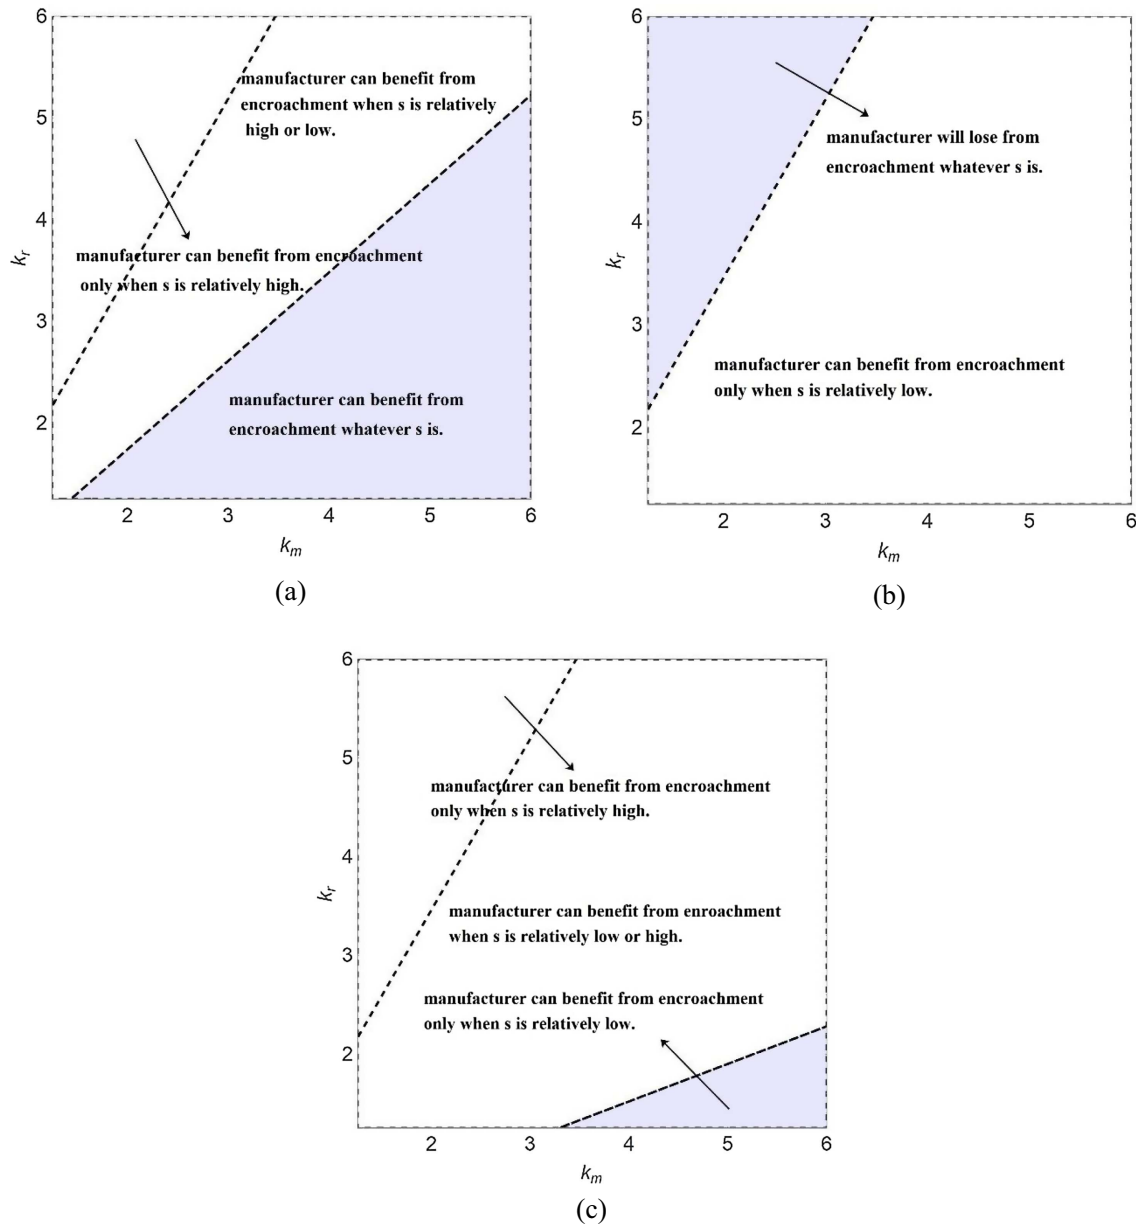 6
5
4
3
2
k_r
manufacturer can benefit from
encroachment when s is relatively
high or low.
manufacturer can benefit from encroachment
only when s is relatively high.
manufacturer can benefit from
encroachment whatever s is.
2 3 4 5 6
k_m
(a)
6
5
4
3
2
k_r
manufacturer will lose from
encroachment whatever s is.
manufacturer can benefit from encroachment
only when s is relatively low.
2 3 4 5 6
k_m
(b)
6
5
4
3
2
k_r
manufacturer can benefit from encroachment
only when s is relatively high.
manufacturer can benefit from enroachment
when s is relatively low or high.
manufacturer can benefit from encroachment
only when s is relatively low.
2 3 4 5 6
k_m
(c)